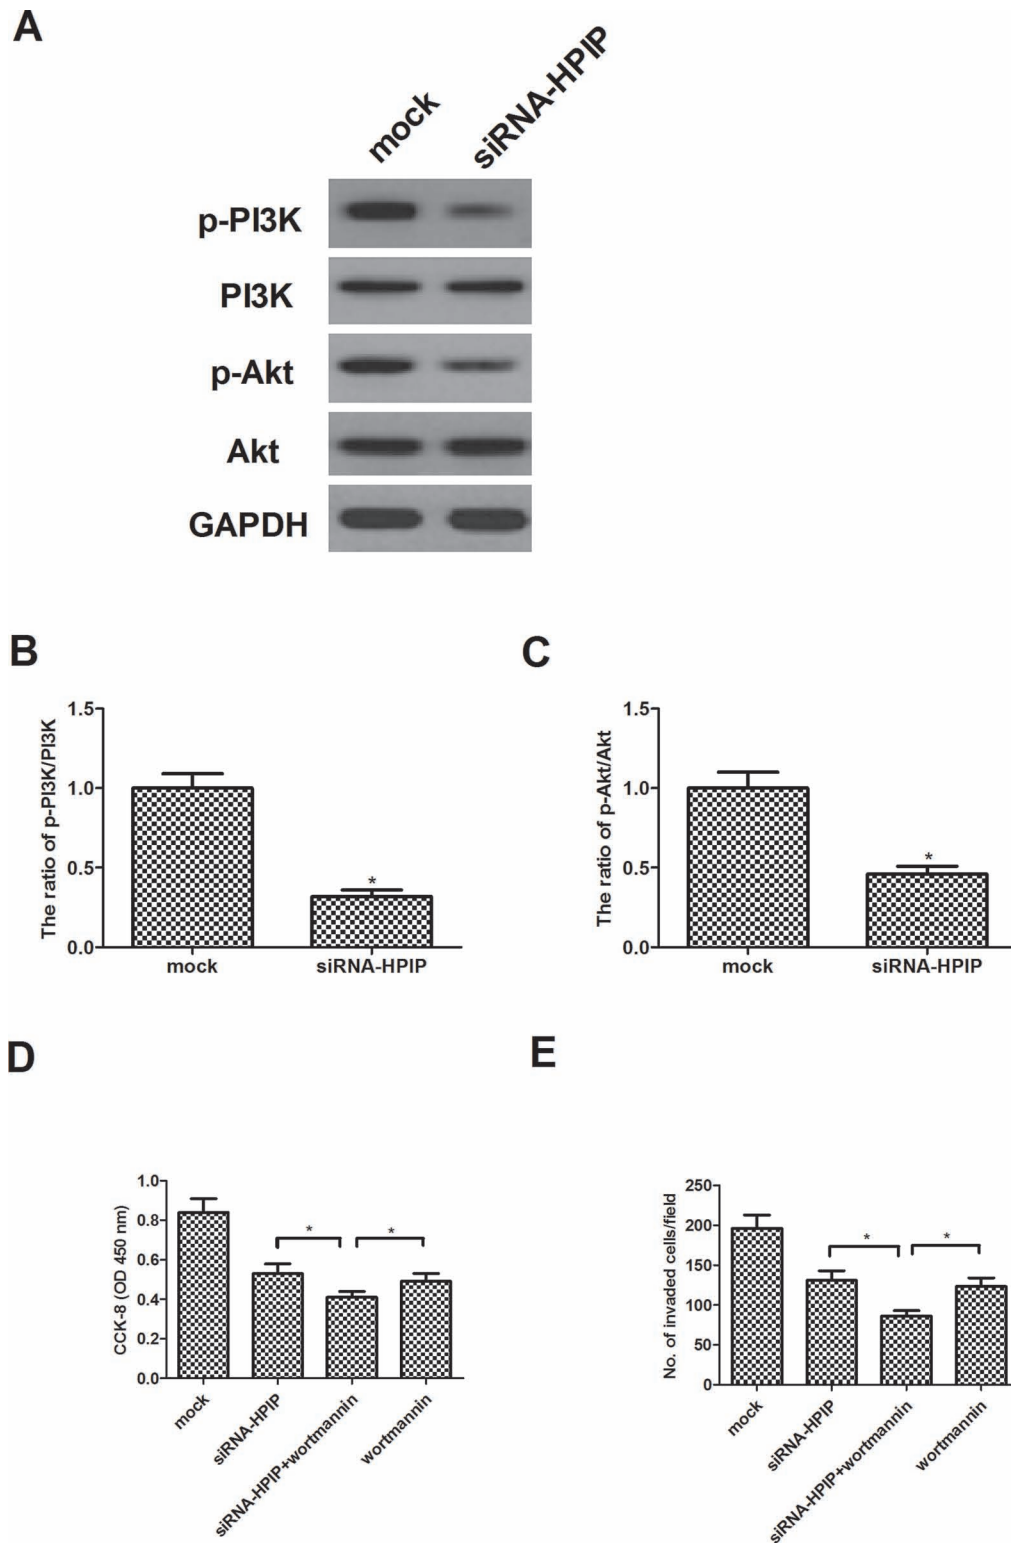 A
mock
siRNA-HPIP
p-PI3K
PI3K
p-Akt
Akt
GAPDH
B
The ratio of p-PI3K/PI3K
1.5
1.0
0.5
0.0
*
mock
siRNA-HPIP
C
The ratio of p-Akt/Akt
1.5
1.0
0.5
0.0
*
mock
siRNA-HPIP
D
CCK-8 (OD 450 nm)
1.0
0.8
0.6
0.4
0.2
0.0
*
*
mock
siRNA-HPIP
siRNA-HPIP+wortmannin
wortmannin
E
No. of invaded cells/field
250
200
150
100
50
0
*
*
mock
siRNA-HPIP
siRNA-HPIP+wortmannin
wortmannin